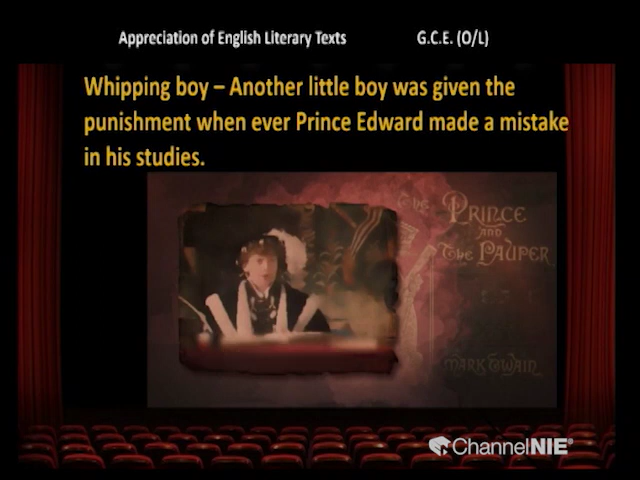 Appreciation of English Literary Texts G.C.E. (O/L)
Whipping boy – Another little boy was given the
punishment when ever Prince Edward made a mistake
in his studies.
The Prince
and
The Pauper
Mark Twain
ChannelNIE